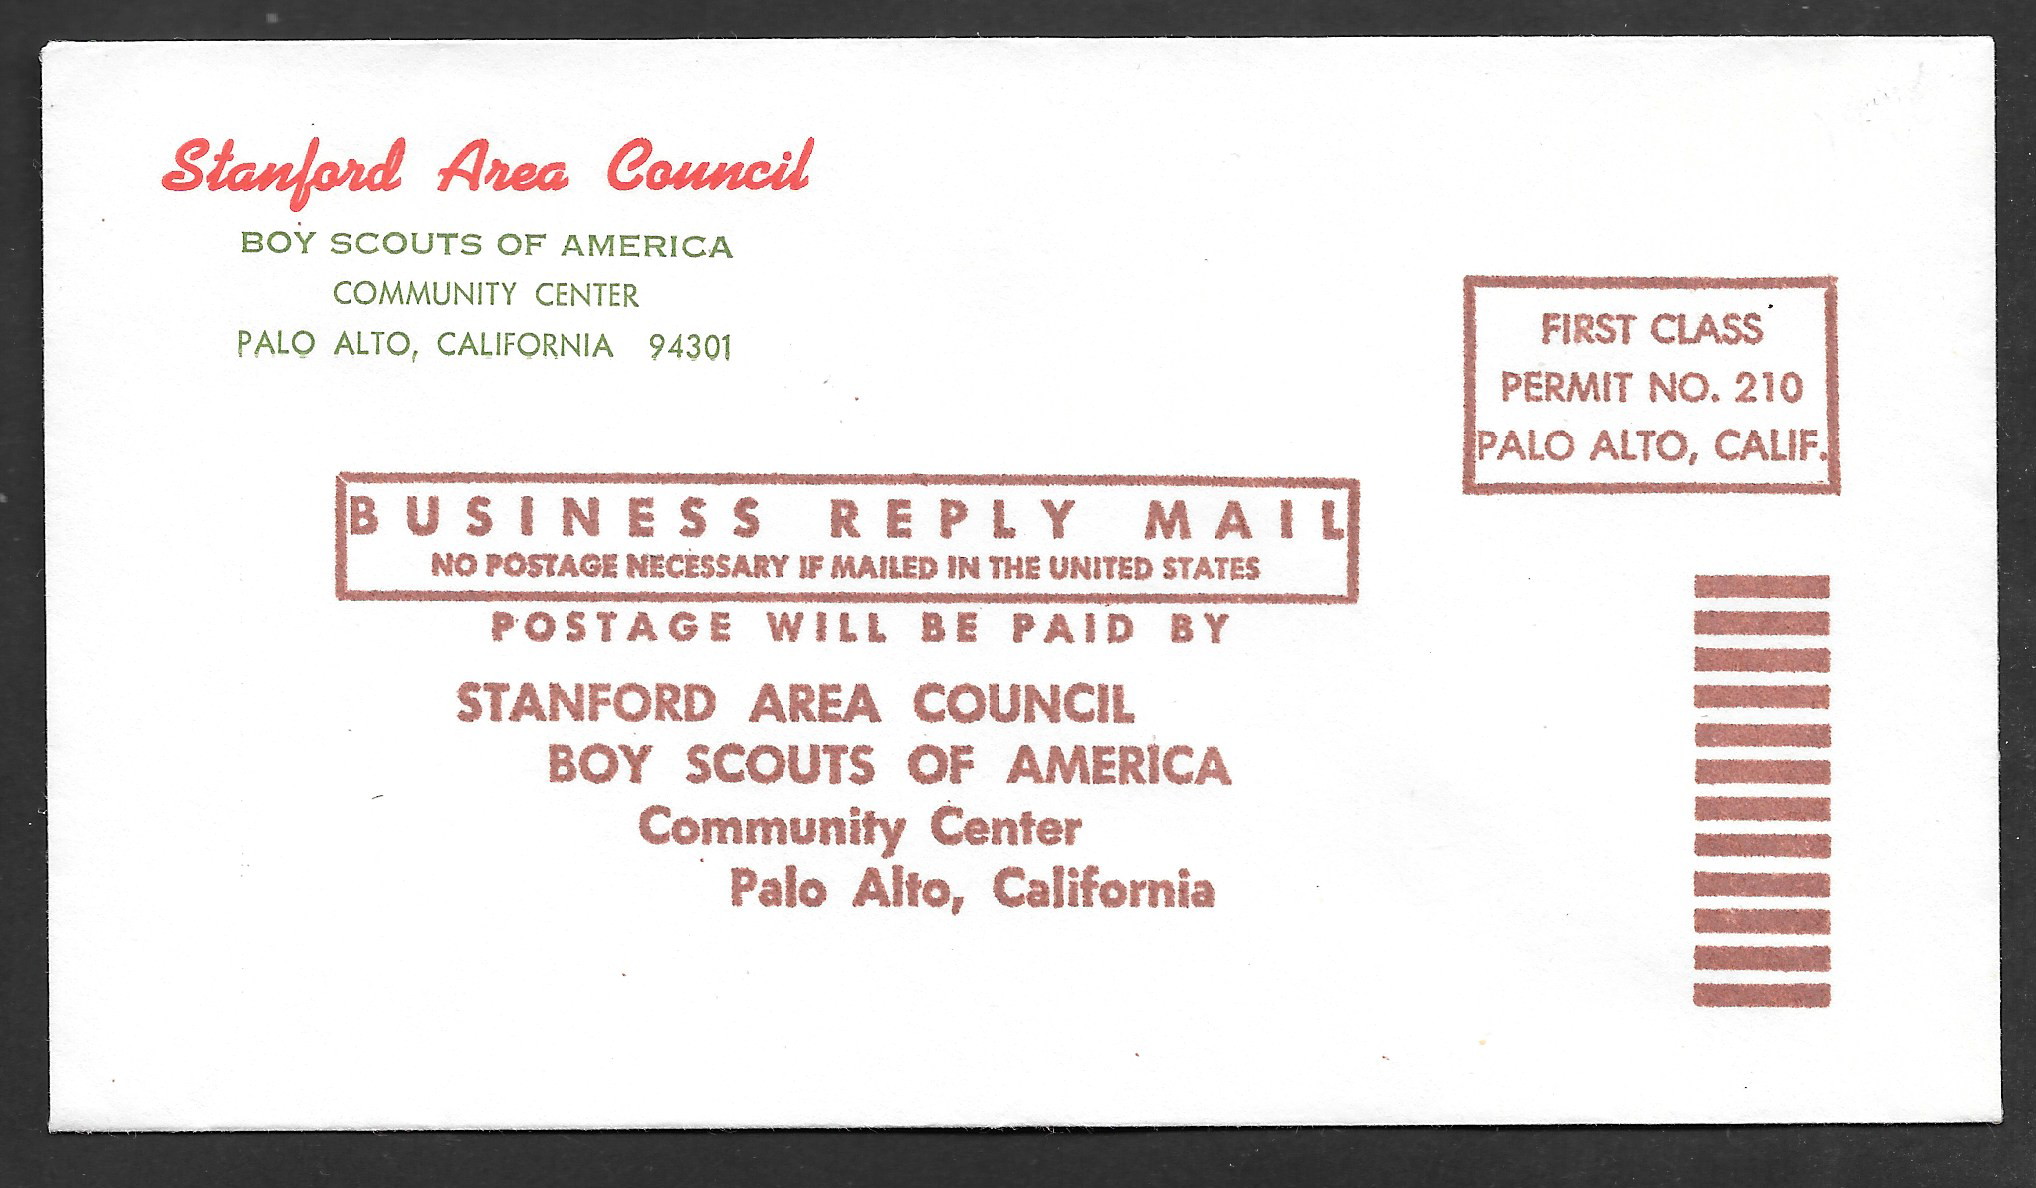 Stanford Area Council
BOY SCOUTS OF AMERICA
COMMUNITY CENTER
PALO ALTO, CALIFORNIA 94301
FIRST CLASS
PERMIT NO. 210
PALO ALTO, CALIF.
BUSINESS REPLY MAIL
NO POSTAGE NECESSARY IF MAILED IN THE UNITED STATES
POSTAGE WILL BE PAID BY
STANFORD AREA COUNCIL
BOY SCOUTS OF AMERICA
Community Center
Palo Alto, California